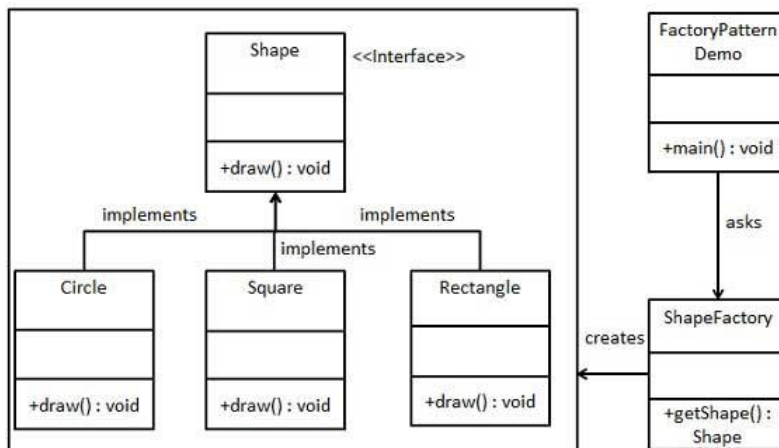 Shape
<<Interface>>
+draw() : void
implements
implements
implements
Circle
+draw() : void
Square
+draw() : void
Rectangle
+draw() : void
FactoryPattern
Demo
+main() : void
asks
creates
ShapeFactory
+getShape() :
Shape